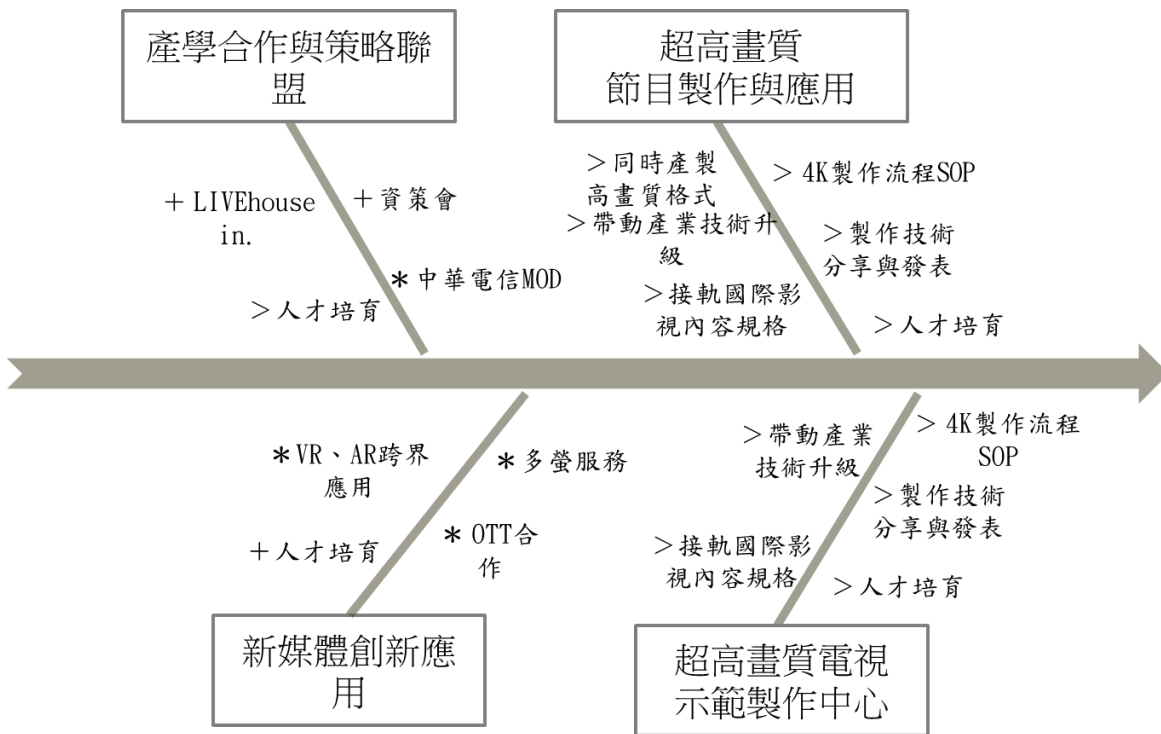 產學合作與策略聯
盟
超高畫質
節目製作與應用
＋ LIVEhouse
in.
＋資策會
＊中華電信MOD
＞人才培育
＞同時產製
高畫質格式
＞帶動產業技術升
級
＞接軌國際影
視內容規格
＞ 4K製作流程SOP
＞製作技術
分享與發表
＞人才培育
＊VR、AR跨界
應用
＋人才培育
＊多螢服務
＊ OTT合
作
＞帶動產業
技術升級
＞接軌國際影
視內容規格
＞ 4K製作流程
SOP
＞製作技術
分享與發表
＞人才培育
新媒體創新應
用
超高畫質電視
示範製作中心